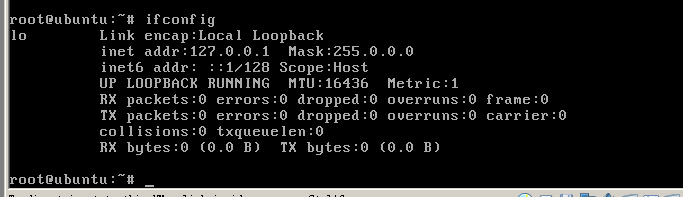 root@ubuntu:~# ifconfig
lo        Link encap:Local Loopback
          inet addr:127.0.0.1  Mask:255.0.0.0
          inet6 addr: ::1/128 Scope:Host
          UP LOOPBACK RUNNING  MTU:16436  Metric:1
          RX packets:0 errors:0 dropped:0 overruns:0 frame:0
          TX packets:0 errors:0 dropped:0 overruns:0 carrier:0
          collisions:0 txqueuelen:0
          RX bytes:0 (0.0 B)  TX bytes:0 (0.0 B)
root@ubuntu:~# _